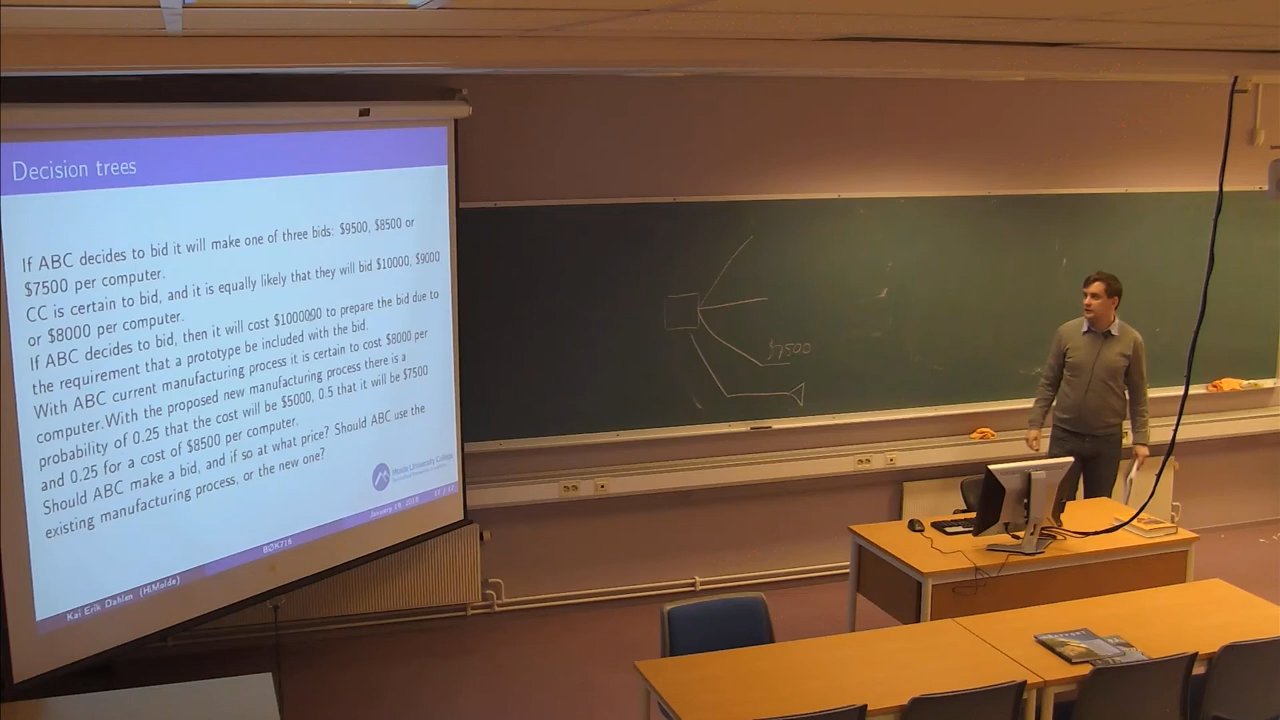 Decision trees
If ABC decides to bid it will make one of three bids: $9500, $8500 or
$7500 per computer.
CC is certain to bid, and it is equally likely that they will bid $10000, $9000
or $8000 per computer.
If ABC decides to bid, then it will cost $1000000 to prepare the bid due to
the requirement that a prototype be included with the bid.
With ABC current manufacturing process it is certain to cost $8000 per
computer. With the proposed new manufacturing process there is a
probability of 0.25 that the cost will be $5000, 0.5 that it will be $7500
and 0.25 for a cost of $8500 per computer.
Should ABC make a bid, and if so at what price? Should ABC use the
existing manufacturing process, or the new one?
Molde University College
Kai Erik Dahlen (HiMolde)
BØK715
$7500